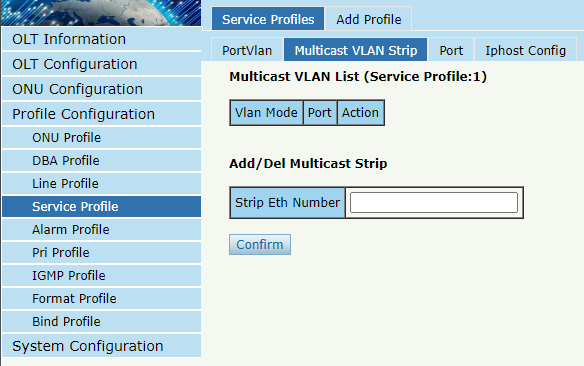 Service Profiles Add Profile
OLT Information
OLT Configuration
ONU Configuration
Profile Configuration
ONU Profile
DBA Profile
Line Profile
Service Profile
Alarm Profile
Pri Profile
IGMP Profile
Format Profile
Bind Profile
System Configuration
PortVlan Multicast VLAN Strip Port Iphost Config
Multicast VLAN List (Service Profile:1)
Vlan Mode Port Action
Add/Del Multicast Strip
Strip Eth Number
Confirm